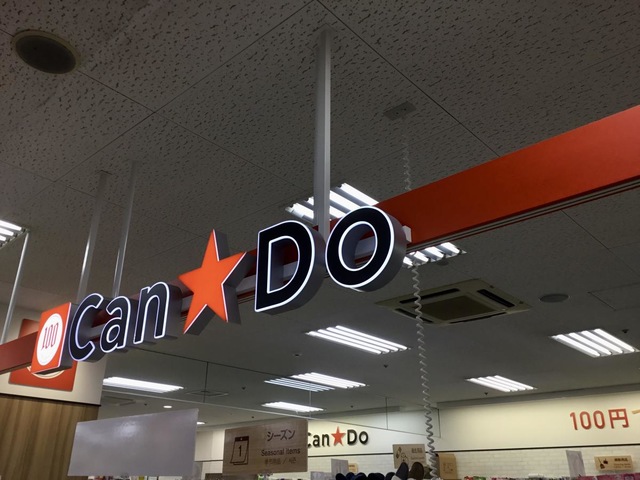 100 Can★DO
can★Do
100円
シーズン
Seasonal Items